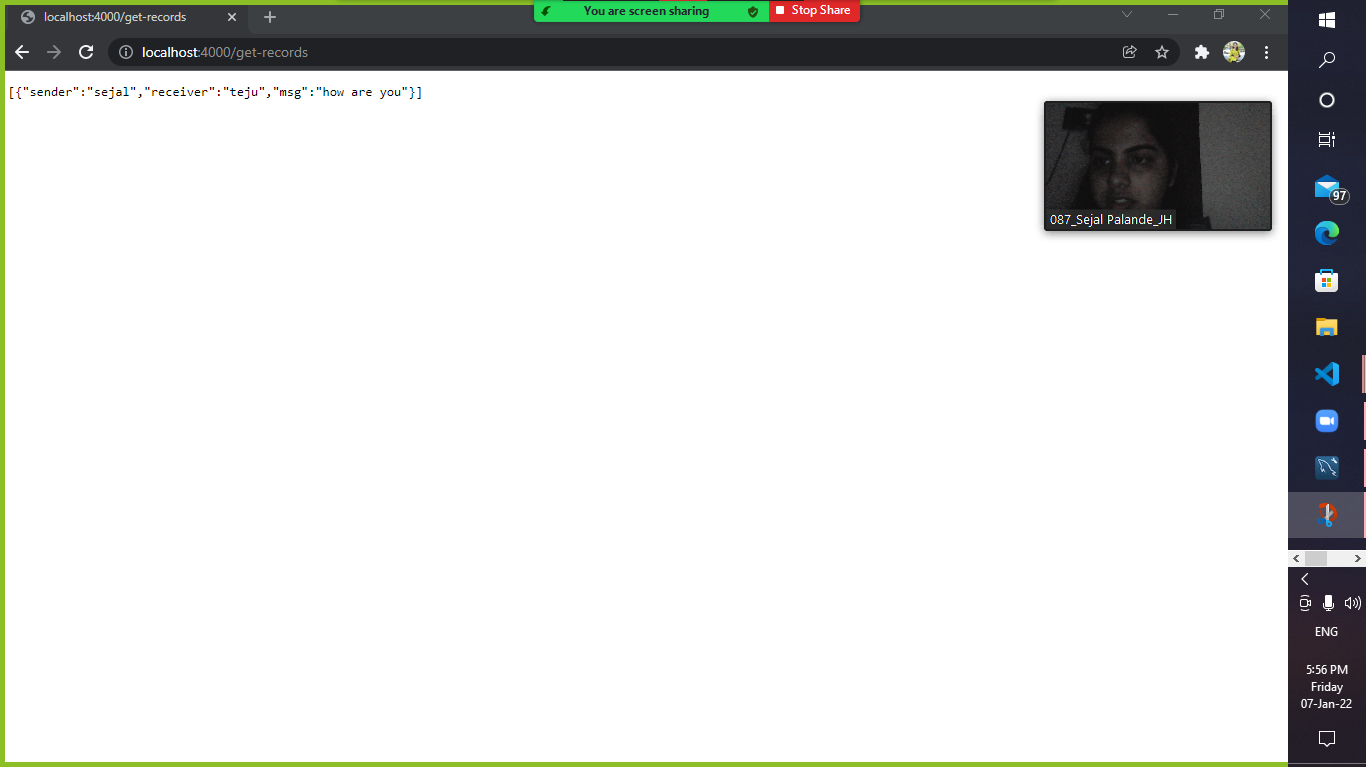 localhost:4000/get-records
You are screen sharing
Stop Share
localhost:4000/get-records
[{"sender":"sejal","receiver":"teju","msg":"how are you"}]
087_Sejal Palande_JH
97
ENG
5:56 PM
Friday
07-Jan-22